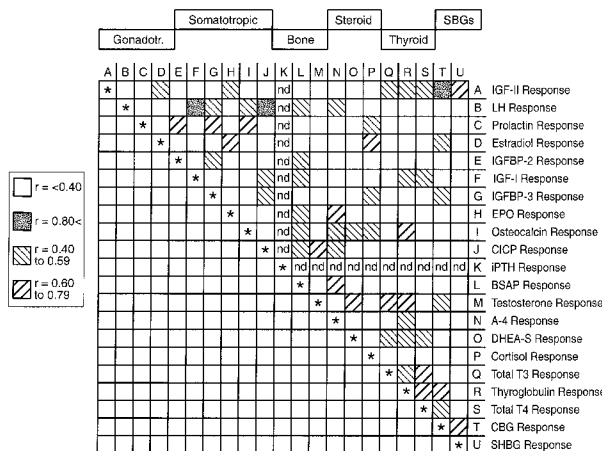 Somatotropic Steroid SBGs
Gonadotr. Bone Thyroid
A B C D E F G H I J K L M N O P Q R S T U
* nd A IGF-II Response
* nd B LH Response
* nd C Prolactin Response
* nd D Estradiol Response
* nd E IGFBP-2 Response
* nd F IGF-I Response
* nd G IGFBP-3 Response
* nd H EPO Response
* nd I Osteocalcin Response
* nd J CICP Response
* nd nd nd nd nd nd nd nd nd nd K iPTH Response
* L BSAP Response
* M Testosterone Response
* N A-4 Response
* O DHEA-S Response
* P Cortisol Response
* Q Total T3 Response
* R Thyroglobulin Response
* S Total T4 Response
* T CBG Response
* U SHBG Response
r = <0.40
r = 0.80<
r = 0.40
to 0.59
r = 0.60
to 0.79